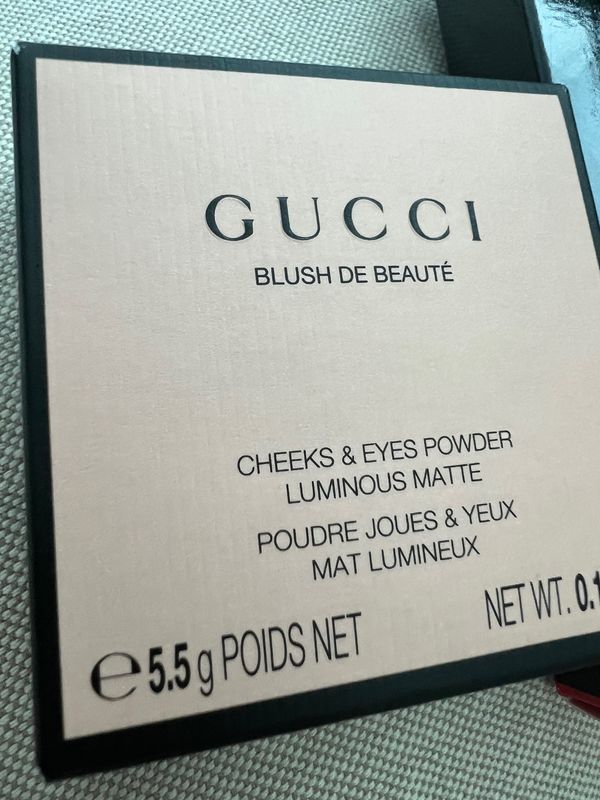 GUCCI
BLUSH DE BEAUTÉ
CHEEKS & EYES POWDER
LUMINOUS MATTE
POUDRE JOUES & YEUX
MAT LUMINEUX
℮ 5.5 g POIDS NET
NET WT. 0.1